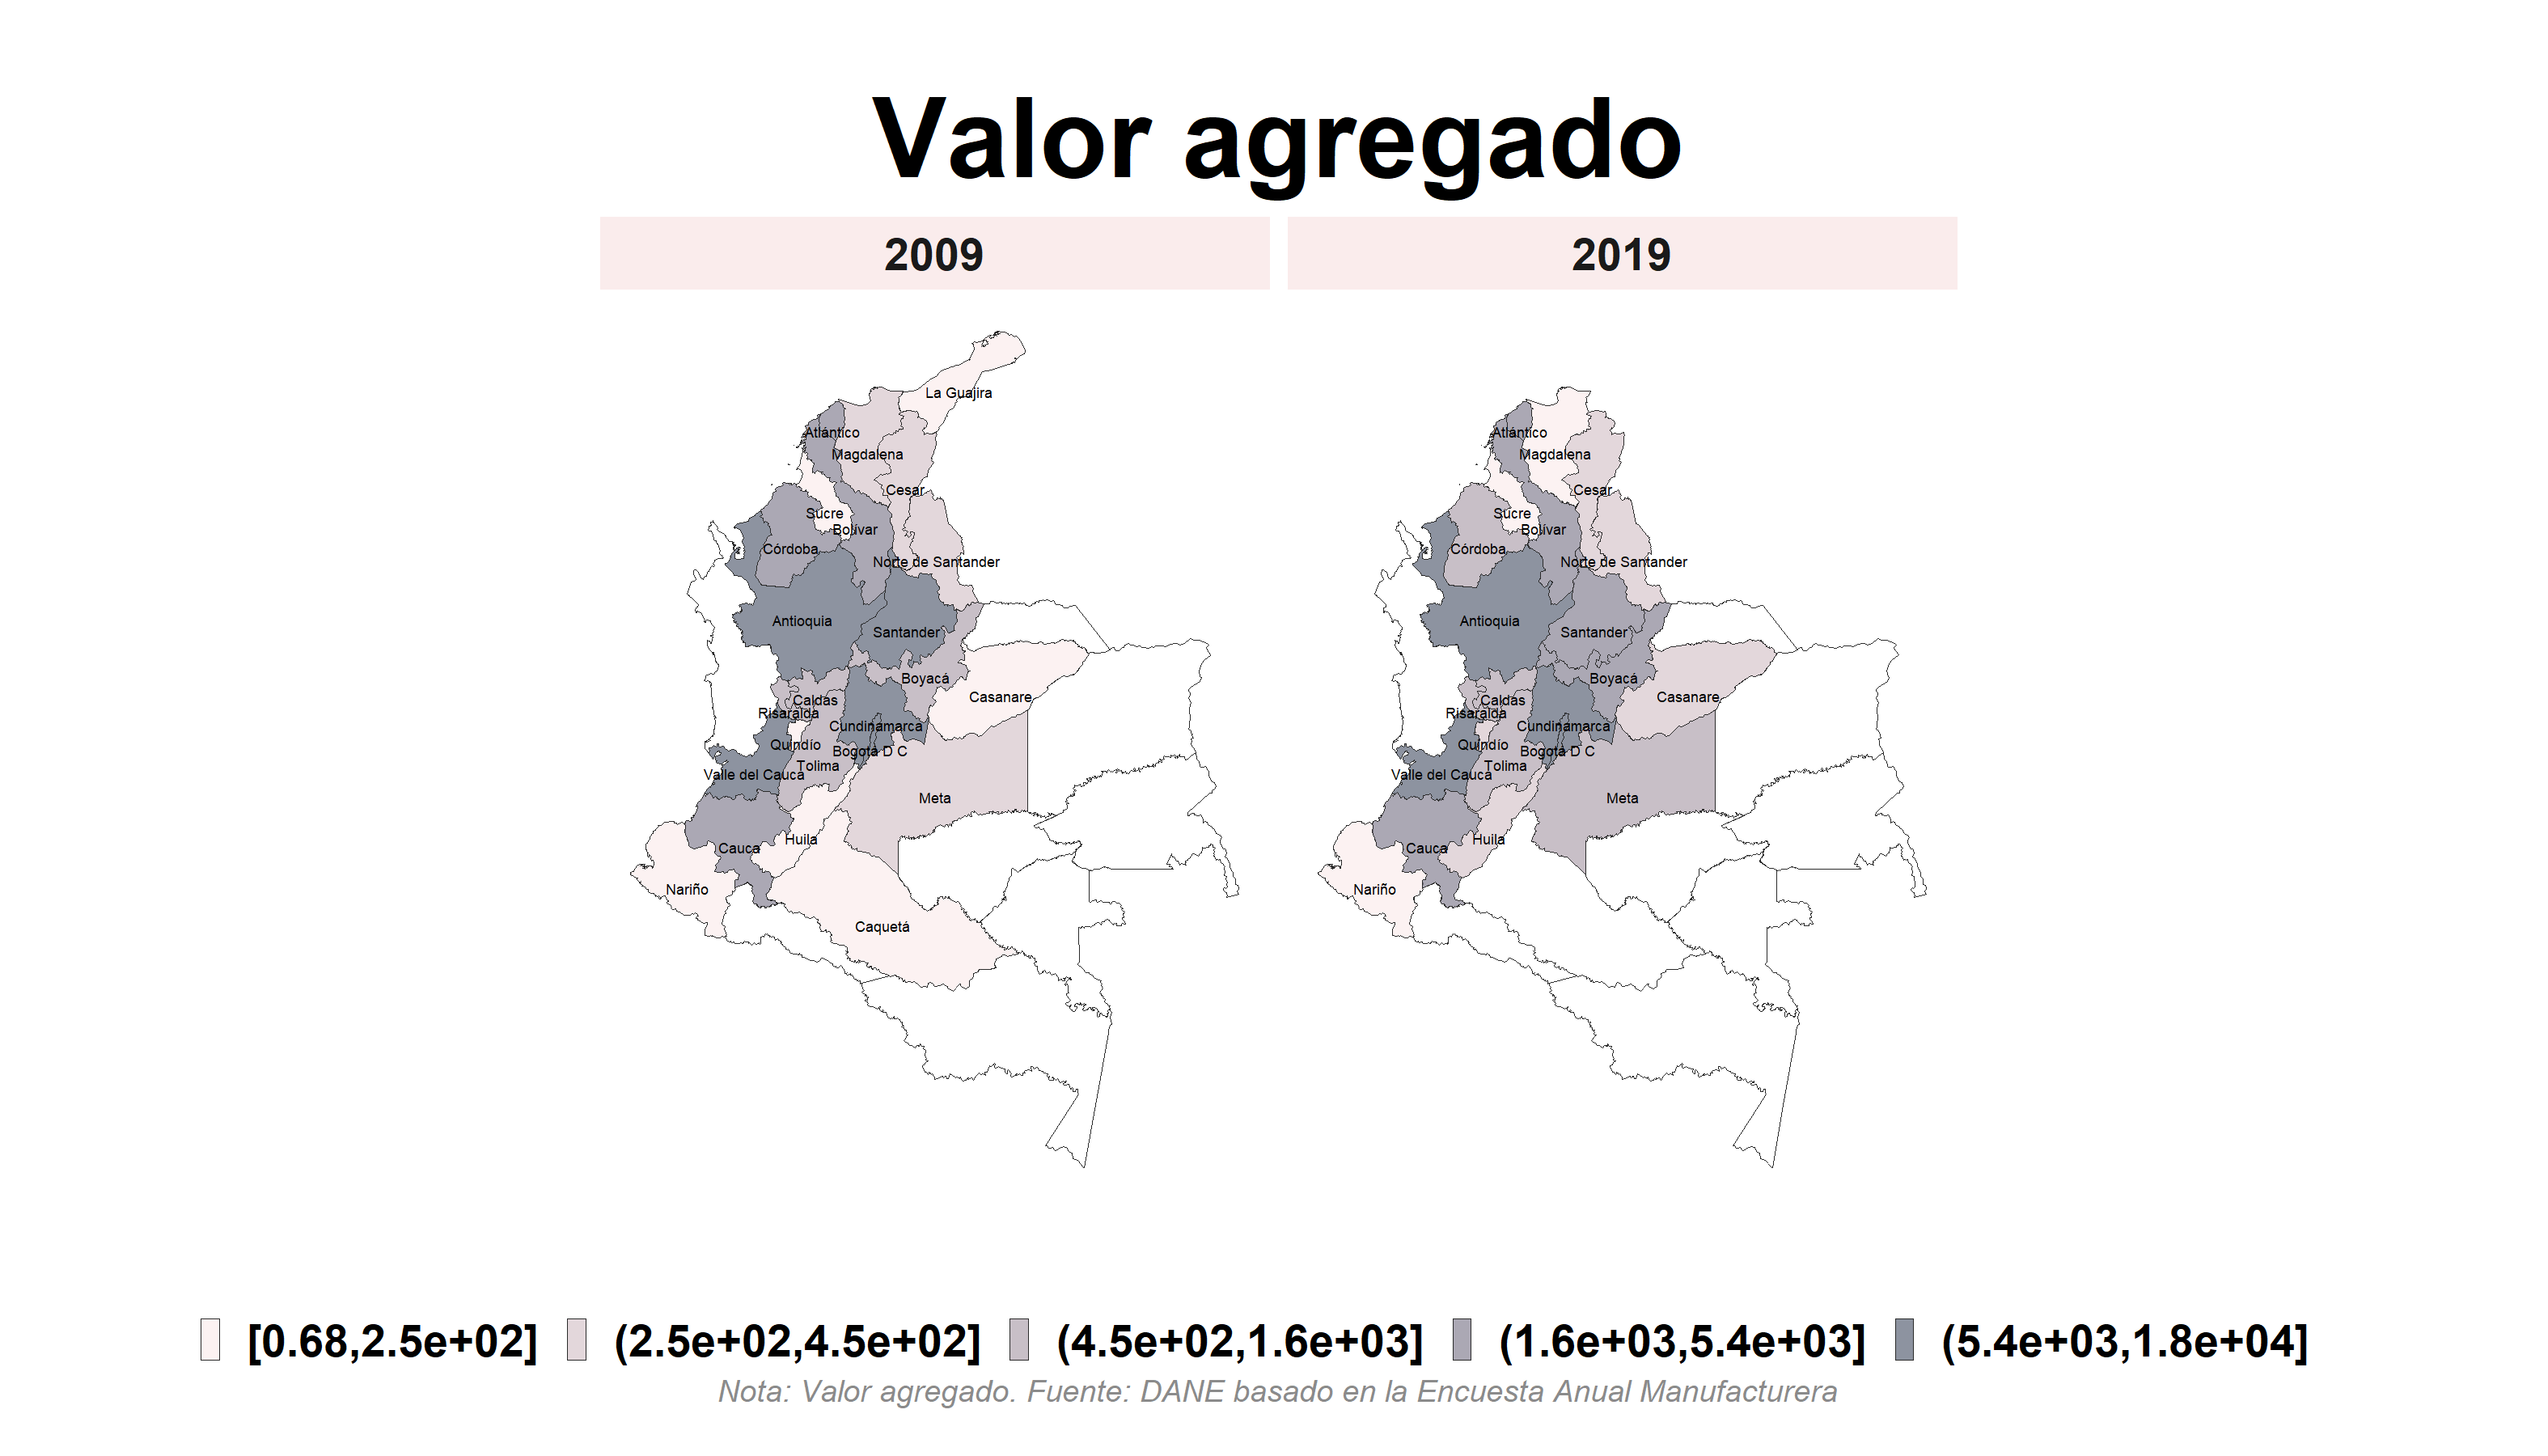 Valor agregado
2009
2019
La Guajira
Atlántico
Magdalena
Cesar
Sucre
Bolívar
Córdoba
Norte de Santander
Antioquia
Santander
Boyacá
Casanare
Caldas
Risaralda
Cundinamarca
Quindío
Bogotá D C
Tolima
Valle del Cauca
Meta
Huila
Cauca
Nariño
Caquetá
Atlántico
Magdalena
Cesar
Sucre
Bolívar
Córdoba
Norte de Santander
Antioquia
Santander
Boyacá
Casanare
Caldas
Risaralda
Cundinamarca
Quindío
Bogotá D C
Tolima
Valle del Cauca
Meta
Huila
Cauca
Nariño
[0.68,2.5e+02] (2.5e+02,4.5e+02] (4.5e+02,1.6e+03] (1.6e+03,5.4e+03] (5.4e+03,1.8e+04]
Nota: Valor agregado. Fuente: DANE basado en la Encuesta Anual Manufacturera